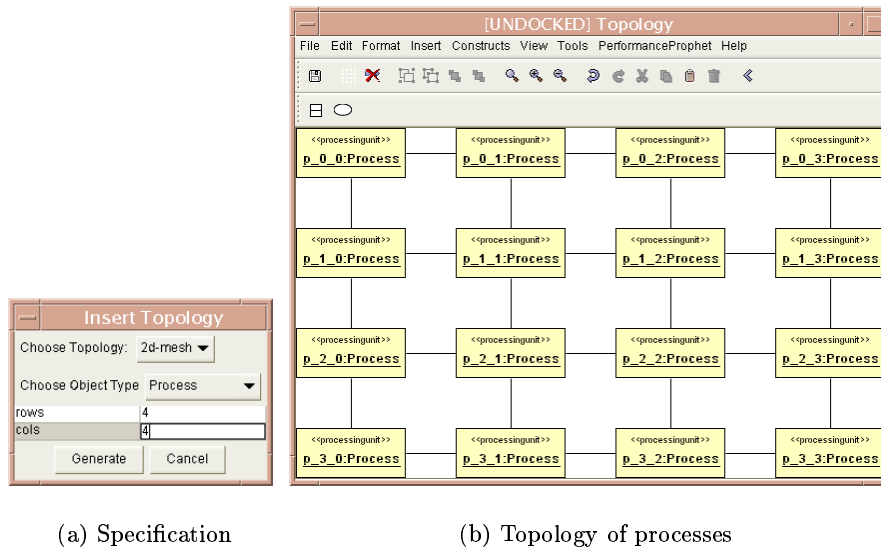 [UNDOCKED] Topology
File Edit Format Insert Constructs View Tools PerformanceProphet Help
<<processingunit>> <<processingunit>> <<processingunit>> <<processingunit>>
p_0_0:Process p_0_1:Process p_0_2:Process p_0_3:Process
<<processingunit>> <<processingunit>> <<processingunit>> <<processingunit>>
p_1_0:Process p_1_1:Process p_1_2:Process p_1_3:Process
<<processingunit>> <<processingunit>> <<processingunit>> <<processingunit>>
p_2_0:Process p_2_1:Process p_2_2:Process p_2_3:Process
<<processingunit>> <<processingunit>> <<processingunit>> <<processingunit>>
p_3_0:Process p_3_1:Process p_3_2:Process p_3_3:Process
Insert Topology
Choose Topology: 2d-mesh
Choose Object Type Process
rows 4
cols 4
Generate Cancel
(a) Specification
(b) Topology of processes